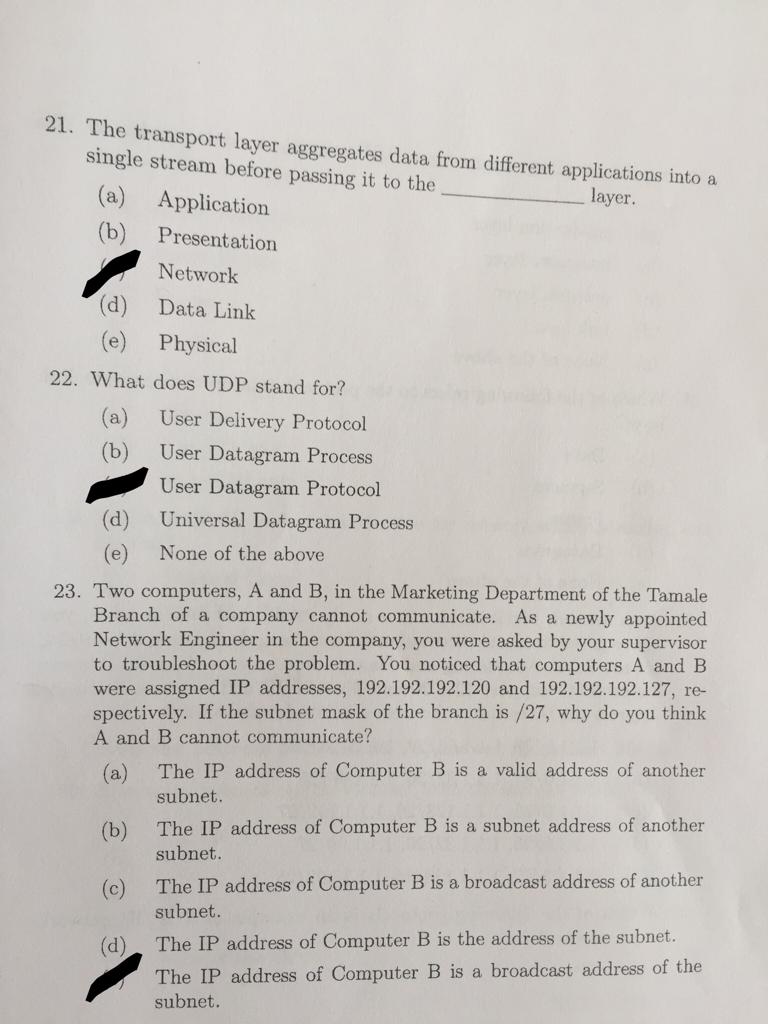 21. The transport layer aggregates data from different applications into a
single stream before passing it to the ____________ layer.
(a) Application
(b) Presentation
Network
(d) Data Link
(e) Physical
22. What does UDP stand for?
(a) User Delivery Protocol
(b) User Datagram Process
User Datagram Protocol
(d) Universal Datagram Process
(e) None of the above
23. Two computers, A and B, in the Marketing Department of the Tamale
Branch of a company cannot communicate. As a newly appointed
Network Engineer in the company, you were asked by your supervisor
to troubleshoot the problem. You noticed that computers A and B
were assigned IP addresses, 192.192.192.120 and 192.192.192.127, re-
spectively. If the subnet mask of the branch is /27, why do you think
A and B cannot communicate?
(a) The IP address of Computer B is a valid address of another
subnet.
(b) The IP address of Computer B is a subnet address of another
subnet.
(c) The IP address of Computer B is a broadcast address of another
subnet.
(d) The IP address of Computer B is the address of the subnet.
The IP address of Computer B is a broadcast address of the
subnet.